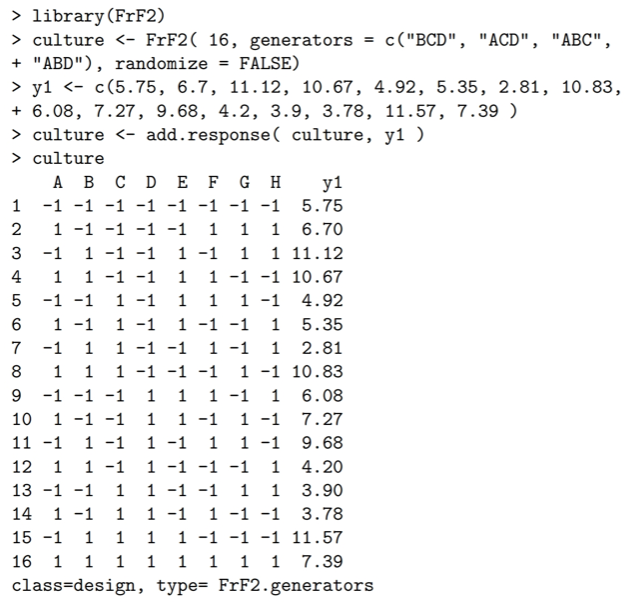 > library(FrF2)
> culture <- FrF2( 16, generators = c("BCD", "ACD", "ABC",
+ "ABD"), randomize = FALSE)
> y1 <- c(5.75, 6.7, 11.12, 10.67, 4.92, 5.35, 2.81, 10.83,
+ 6.08, 7.27, 9.68, 4.2, 3.9, 3.78, 11.57, 7.39 )
> culture <- add.response( culture, y1 )
> culture
A B C D E F G H y1
1 -1 -1 -1 -1 -1 -1 -1 -1 5.75
2 1 -1 -1 -1 -1 1 1 1 6.70
3 -1 1 -1 -1 1 -1 1 1 11.12
4 1 1 -1 -1 1 1 -1 -1 10.67
5 -1 -1 1 -1 1 1 1 -1 4.92
6 1 -1 1 -1 1 -1 -1 1 5.35
7 -1 1 1 -1 -1 1 -1 1 2.81
8 1 1 1 -1 -1 -1 1 -1 10.83
9 -1 -1 -1 1 1 1 -1 1 6.08
10 1 -1 -1 1 1 -1 1 -1 7.27
11 -1 1 -1 1 -1 1 1 -1 9.68
12 1 1 -1 1 -1 -1 -1 1 4.20
13 -1 -1 1 1 -1 -1 1 1 3.90
14 1 -1 1 1 -1 1 -1 -1 3.78
15 -1 1 1 1 1 -1 -1 -1 11.57
16 1 1 1 1 1 1 1 1 7.39
class=design, type= FrF2.generators